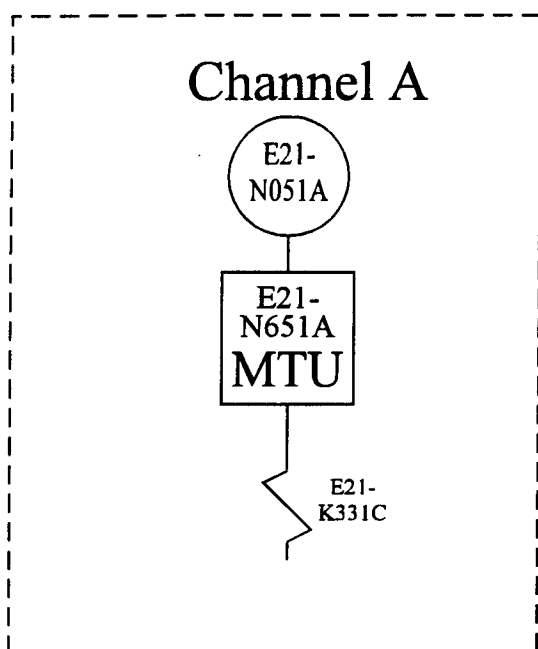 Channel A
E21-
N051A
E21-
N651A
MTU
E21-
K331C